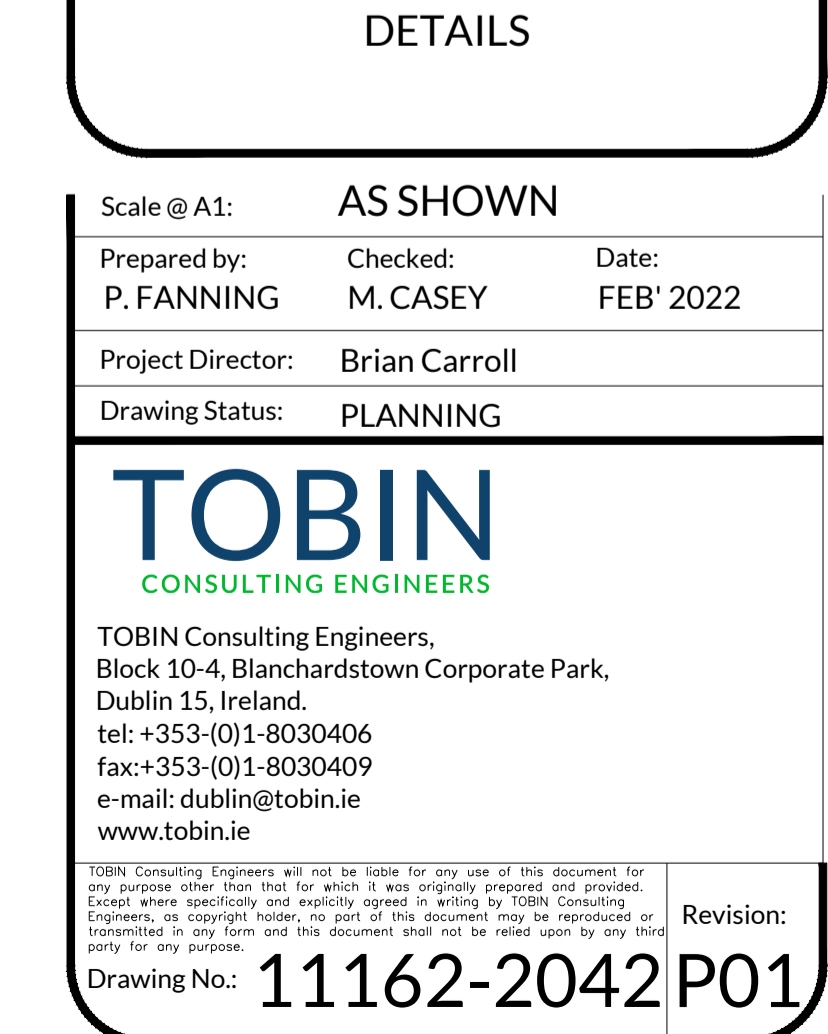 DETAILS
Scale @ A1: AS SHOWN
Prepared by: Checked: Date:
P. FANNING M. CASEY FEB' 2022
Project Director: Brian Carroll
Drawing Status: PLANNING
TOBIN
CONSULTING ENGINEERS
TOBIN Consulting Engineers,
Block 10-4, Blanchardstown Corporate Park,
Dublin 15, Ireland.
tel: +353-(0)1-8030406
fax:+353-(0)1-8030409
e-mail: dublin@tobin.ie
www.tobin.ie
TOBIN Consulting Engineers will not be liable for any use of this document for
any purpose other than that for which it was originally prepared and provided.
Except where specifically and explicitly agreed in writing by TOBIN Consulting
Engineers, as copyright holder, no part of this document may be reproduced or
transmitted in any form and this document shall not be relied upon by any third
party for any purpose.
Revision:
Drawing No.: 11162-2042 P01